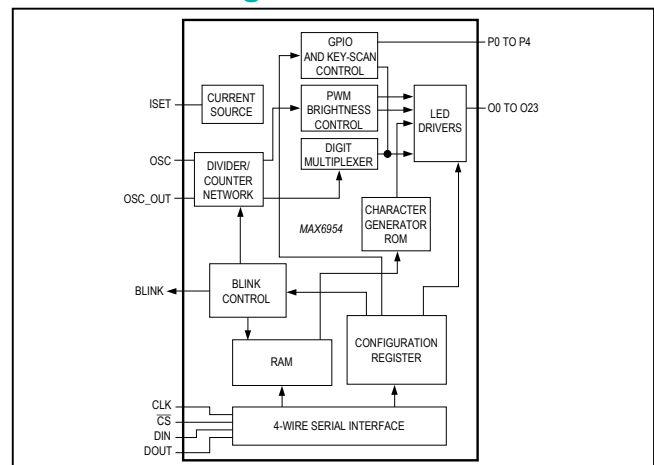 GPIO
AND KEY-SCAN
CONTROL
P0 TO P4
ISET
CURRENT
SOURCE
PWM
BRIGHTNESS
CONTROL
LED
DRIVERS
O0 TO O23
OSC
OSC_OUT
DIVIDER/
COUNTER
NETWORK
DIGIT
MULTIPLEXER
MAX6954
CHARACTER
GENERATOR
ROM
BLINK
BLINK
CONTROL
RAM
CONFIGURATION
REGISTER
CLK
CS
DIN
DOUT
4-WIRE SERIAL INTERFACE